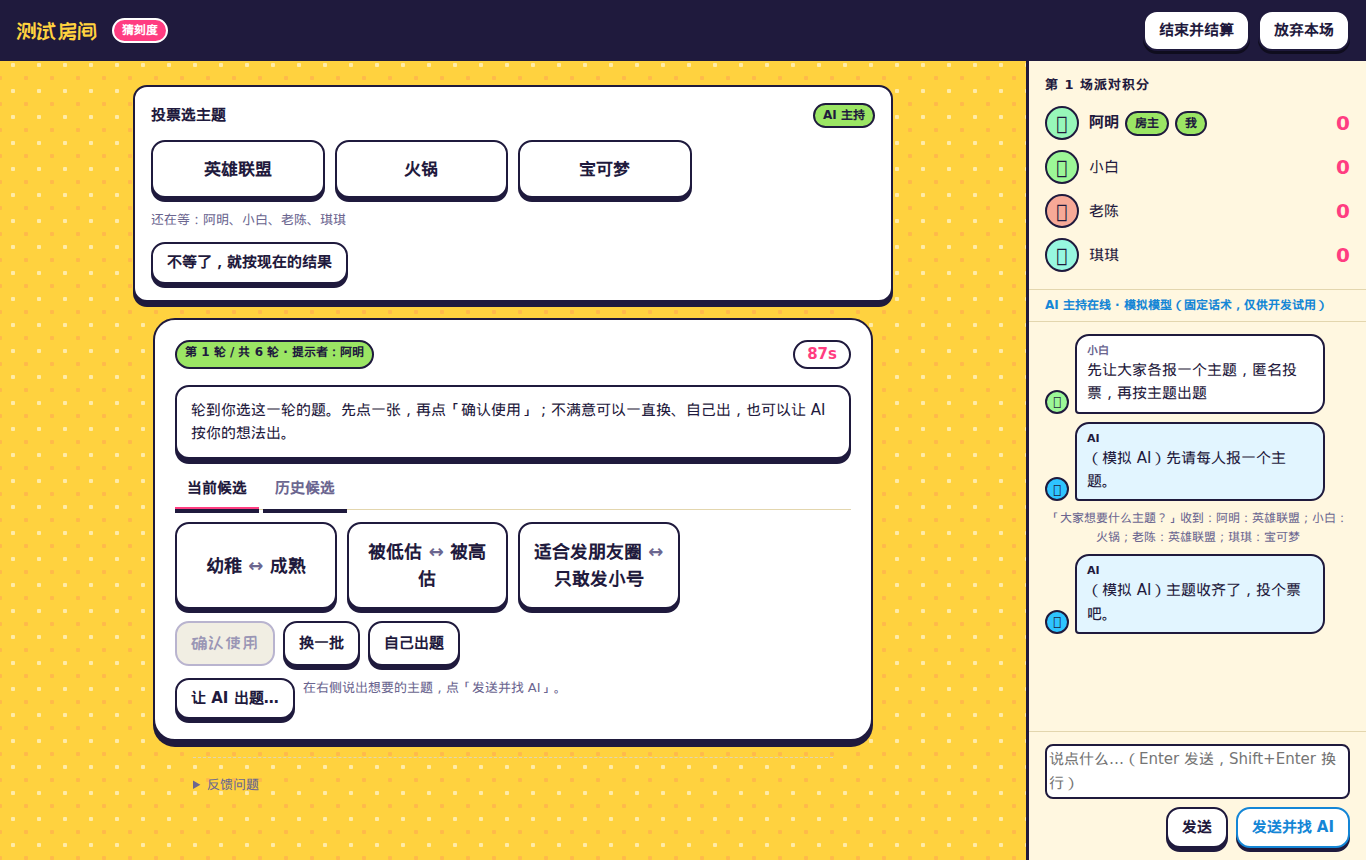 测试房间
猜刻度
结束并结算
放弃本场
投票选主题
AI 主持
英雄联盟
火锅
宝可梦
还在等：阿明、小白、老陈、琪琪
不等了，就按现在的结果
第 1 轮 / 共 6 轮 · 提示者：阿明
87s
轮到你选这一轮的题。先点一张，再点「确认使用」；不满意可以一直换、自己出，也可以让 AI
按你的想法出。
当前候选
历史候选
幼稚 ↔ 成熟
被低估 ↔ 被高
估
适合发朋友圈 ↔
只敢发小号
确认使用
换一批
自己出题
让 AI 出题…
在右侧说出想要的主题，点「发送并找 AI」。
▶ 反馈问题
第 1 场派对积分
阿明 房主 我 0
小白 0
老陈 0
琪琪 0
AI 主持在线 · 模拟模型（固定话术，仅供开发试用）
小白
先让大家各报一个主题，匿名投
票，再按主题出题
AI
（模拟 AI）先请每人报一个主
题。
「大家想要什么主题？」收到：阿明：英雄联盟；小白：
火锅；老陈：英雄联盟；琪琪：宝可梦
AI
（模拟 AI）主题收齐了，投个票
吧。
说点什么…（Enter 发送，Shift+Enter 换
行）
发送
发送并找 AI